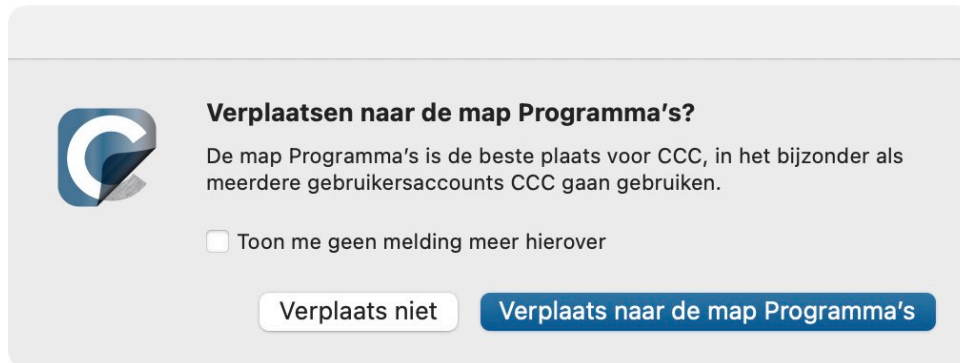 Verplaatsen naar de map Programma’s?
De map Programma’s is de beste plaats voor CCC, in het bijzonder als
meerdere gebruikersaccounts CCC gaan gebruiken.
Toon me geen melding meer hierover
Verplaats niet
Verplaats naar de map Programma’s